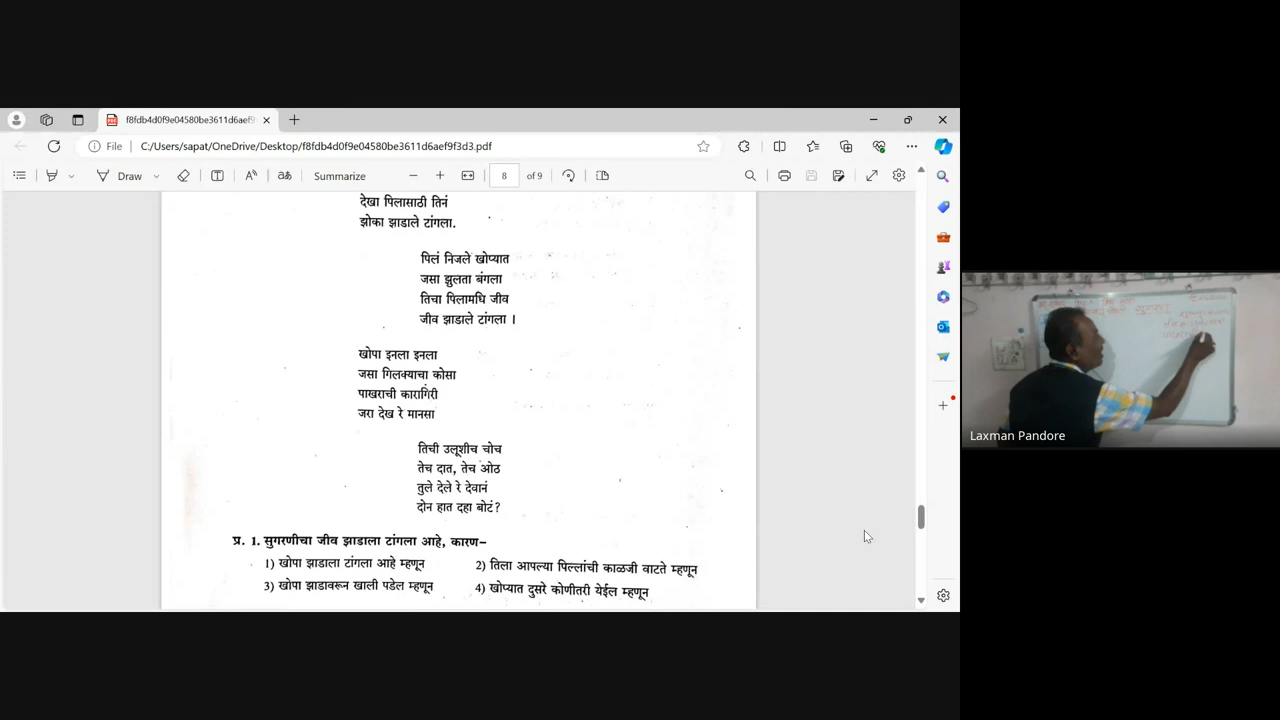 f8fdb4d0f9e04580be3611d6aef9
File C:/Users/sapat/OneDrive/Desktop/f8fdb4d0f9e04580be3611d6aef9f3d3.pdf
Draw Summarize 8 of 9
देखा पिलासाठी तिनं
झोका झाडाले टांगला.
पिलं निजले खोप्यात
जसा झुलता बंगला
तिचा पिलामधि जीव
जीव झाडाले टांगला ।
खोपा इनला इनला
जसा गिलक्याचा कोसा
पाखराची कारागिरी
जरा देख रे मानसा
तिची उलूशीच चोच
तेच दात, तेच ओठ
तुले देले रे देवानं
दोन हात दहा बोटं?
प्र. 1. सुगरणीचा जीव झाडाला टांगला आहे, कारण–
1) खोपा झाडाला टांगला आहे म्हणून 2) तिला आपल्या पिल्लांची काळजी वाटते म्हणून
3) खोपा झाडावरून खाली पडेल म्हणून 4) खोप्यात दुसरे कोणीतरी येईल म्हणून
Laxman Pandore